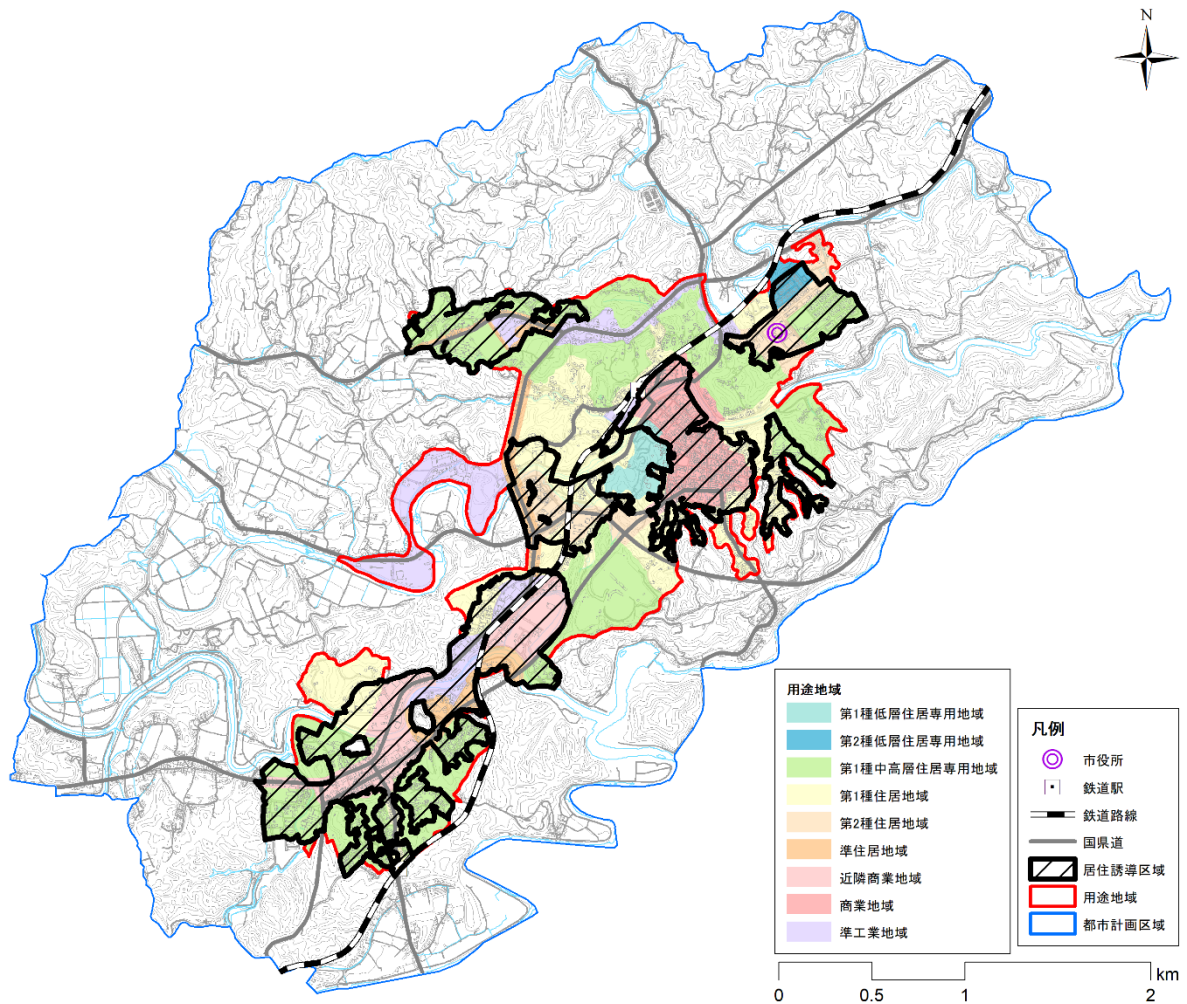 N
用途地域
第1種低層住居専用地域
第2種低層住居専用地域
第1種中高層住居専用地域
第1種住居地域
第2種住居地域
準住居地域
近隣商業地域
商業地域
準工業地域
凡例
市役所
鉄道駅
鉄道路線
国県道
居住誘導区域
用途地域
都市計画区域
km
0 0.5 1 2